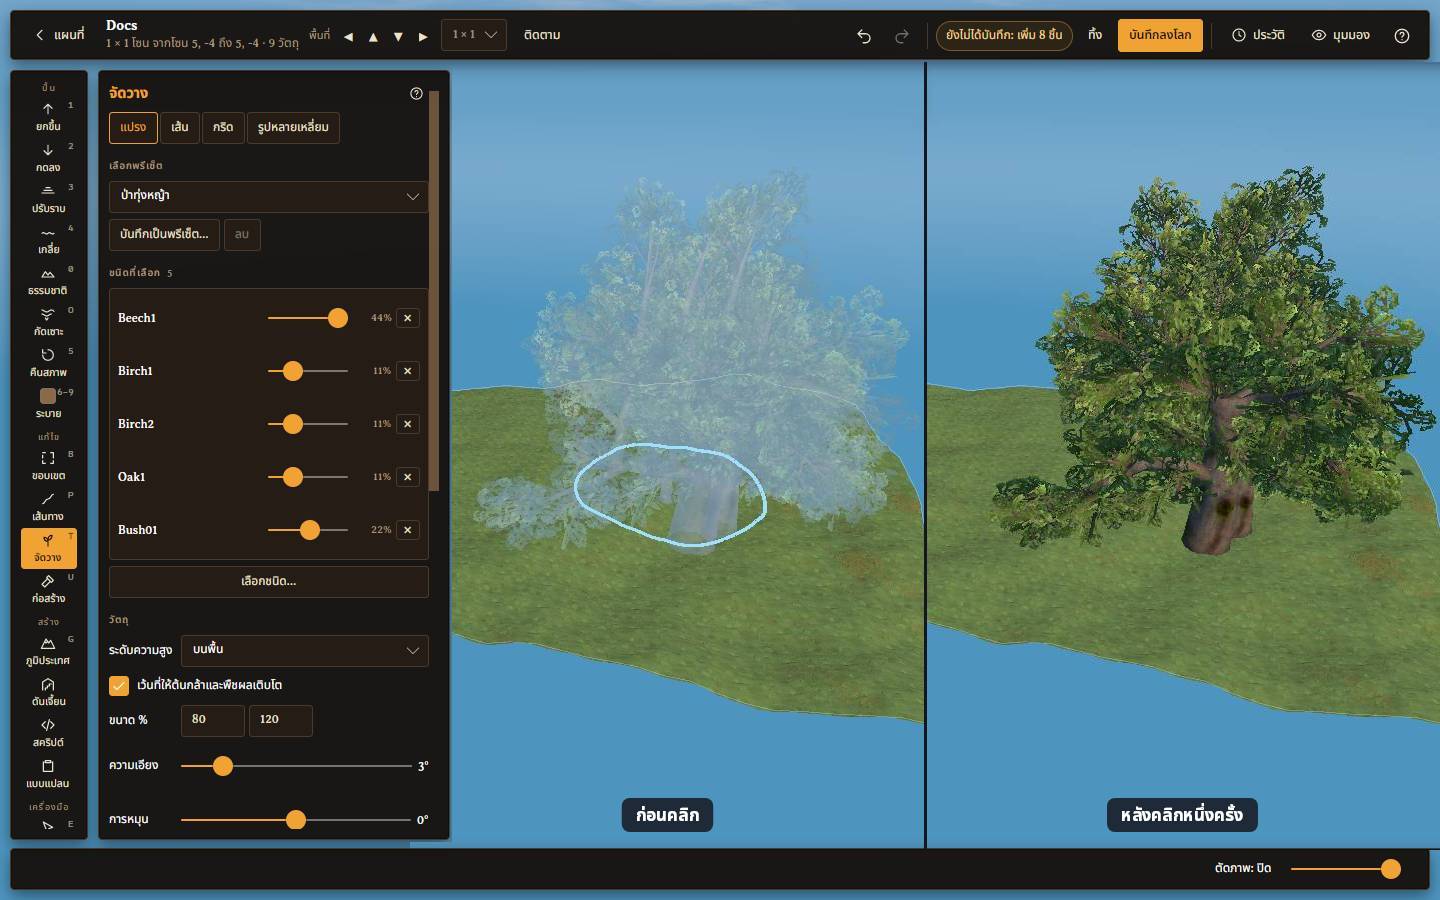 แผนที่
Docs
1 × 1 โซน จากโซน 5, -4 ถึง 5, -4 · 9 วัตถุ
พื้นที่
1 × 1
ติดตาม
ยังไม่ได้บันทึก: เพิ่ม 8 ชิ้น
ทิ้ง
บันทึกลงโลก
ประวัติ
มุมมอง
ปั้น
1
ยกขึ้น
2
กดลง
3
ปรับราบ
4
เกลี่ย
0
ธรรมชาติ
O
กัดเซาะ
5
คืนสภาพ
6–9
ระบาย
แก้ไข
B
ขอบเขต
P
เส้นทาง
T
จัดวาง
U
ก่อสร้าง
สร้าง
G
ภูมิประเทศ
ดันเจี้ยน
สคริปต์
แบบแปลน
เครื่องมือ
E
จัดวาง
แปรง
เส้น
กริด
รูปหลายเหลี่ยม
เลือกพรีเซ็ต
ป่าทุ่งหญ้า
บันทึกเป็นพรีเซ็ต...
ลบ
ชนิดที่เลือก 5
Beech1 44% ×
Birch1 11% ×
Birch2 11% ×
Oak1 11% ×
Bush01 22% ×
เลือกชนิด...
วัตถุ
ระดับความสูง บนพื้น
เว้นที่ให้ต้นกล้าและพืชผลเติบโต
ขนาด % 80 120
ความเอียง 3°
การหมุน 0°
ก่อนคลิก
หลังคลิกหนึ่งครั้ง
ตัดภาพ: ปิด